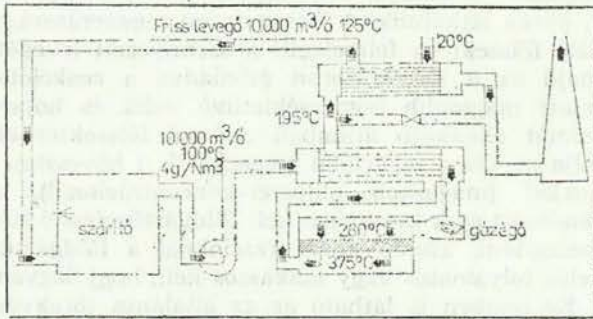 Friss levegő 10.000 m³/ó 125°C
20°C
195°C
10.000 m³/ó
100°C
4g/Nm3
szárító
280°C
gázégő
375°C